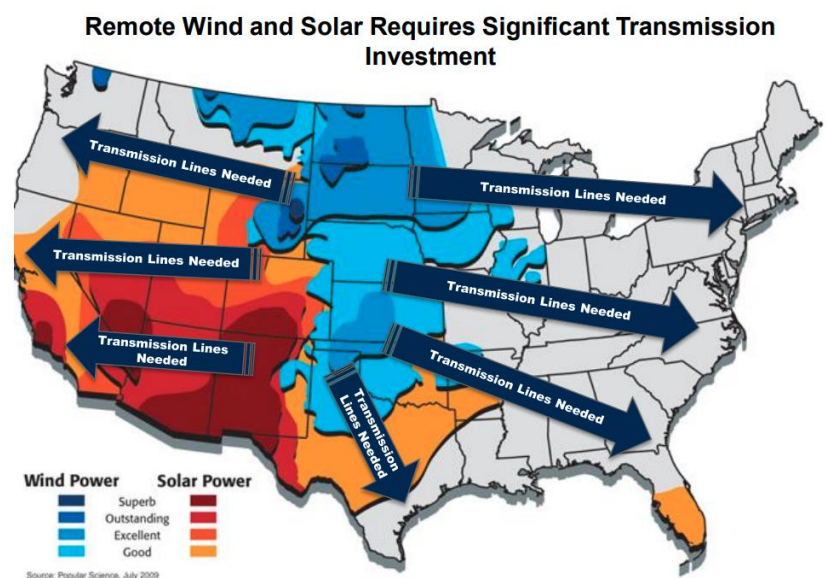 Remote Wind and Solar Requires Significant Transmission
Investment
Transmission Lines Needed
Transmission Lines Needed
Transmission Lines Needed
Transmission Lines Needed
Transmission Lines
Needed
Transmission Lines Needed
Transmission
Lines Needed
Wind Power Solar Power
Superb
Outstanding
Excellent
Good
Source: Popular Science, July 2009